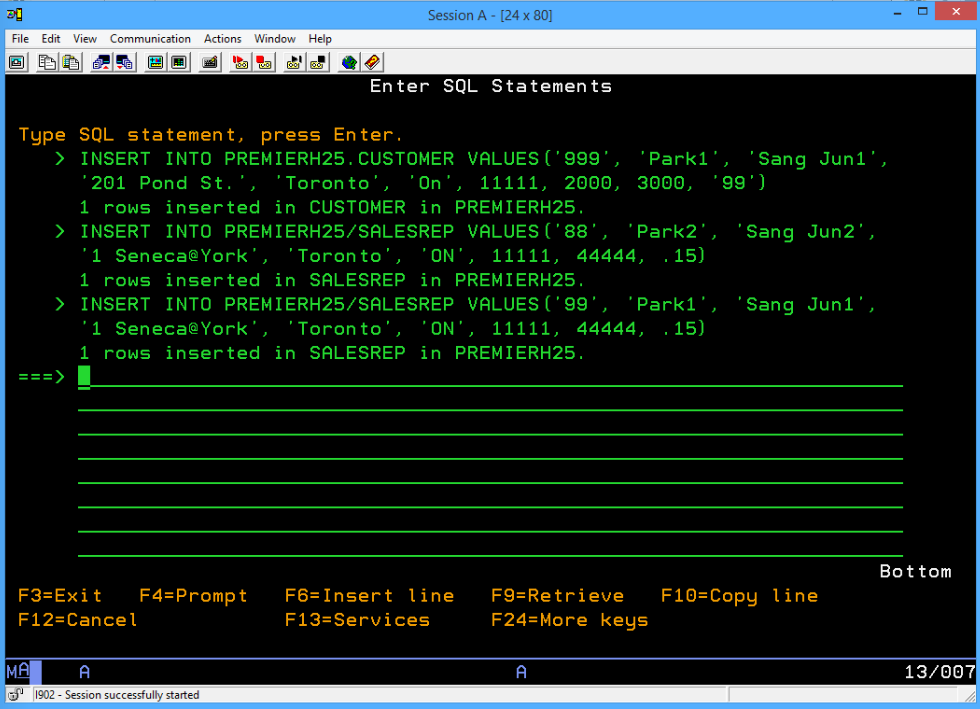 Session A - [24 x 80]
File Edit View Communication Actions Window Help
Enter SQL Statements
Type SQL statement, press Enter.
> INSERT INTO PREMIERH25.CUSTOMER VALUES('999', 'Park1', 'Sang Jun1',
'201 Pond St.', 'Toronto', 'On', 11111, 2000, 3000, '99')
1 rows inserted in CUSTOMER in PREMIERH25.
> INSERT INTO PREMIERH25/SALESREP VALUES('88', 'Park2', 'Sang Jun2',
'1 Seneca@York', 'Toronto', 'ON', 11111, 44444, .15)
1 rows inserted in SALESREP in PREMIERH25.
> INSERT INTO PREMIERH25/SALESREP VALUES('99', 'Park1', 'Sang Jun1',
'1 Seneca@York', 'Toronto', 'ON', 11111, 44444, .15)
1 rows inserted in SALESREP in PREMIERH25.
===>
Bottom
F3=Exit F4=Prompt F6=Insert line F9=Retrieve F10=Copy line
F12=Cancel F13=Services F24=More keys
MA A A 13/007
I902 - Session successfully started